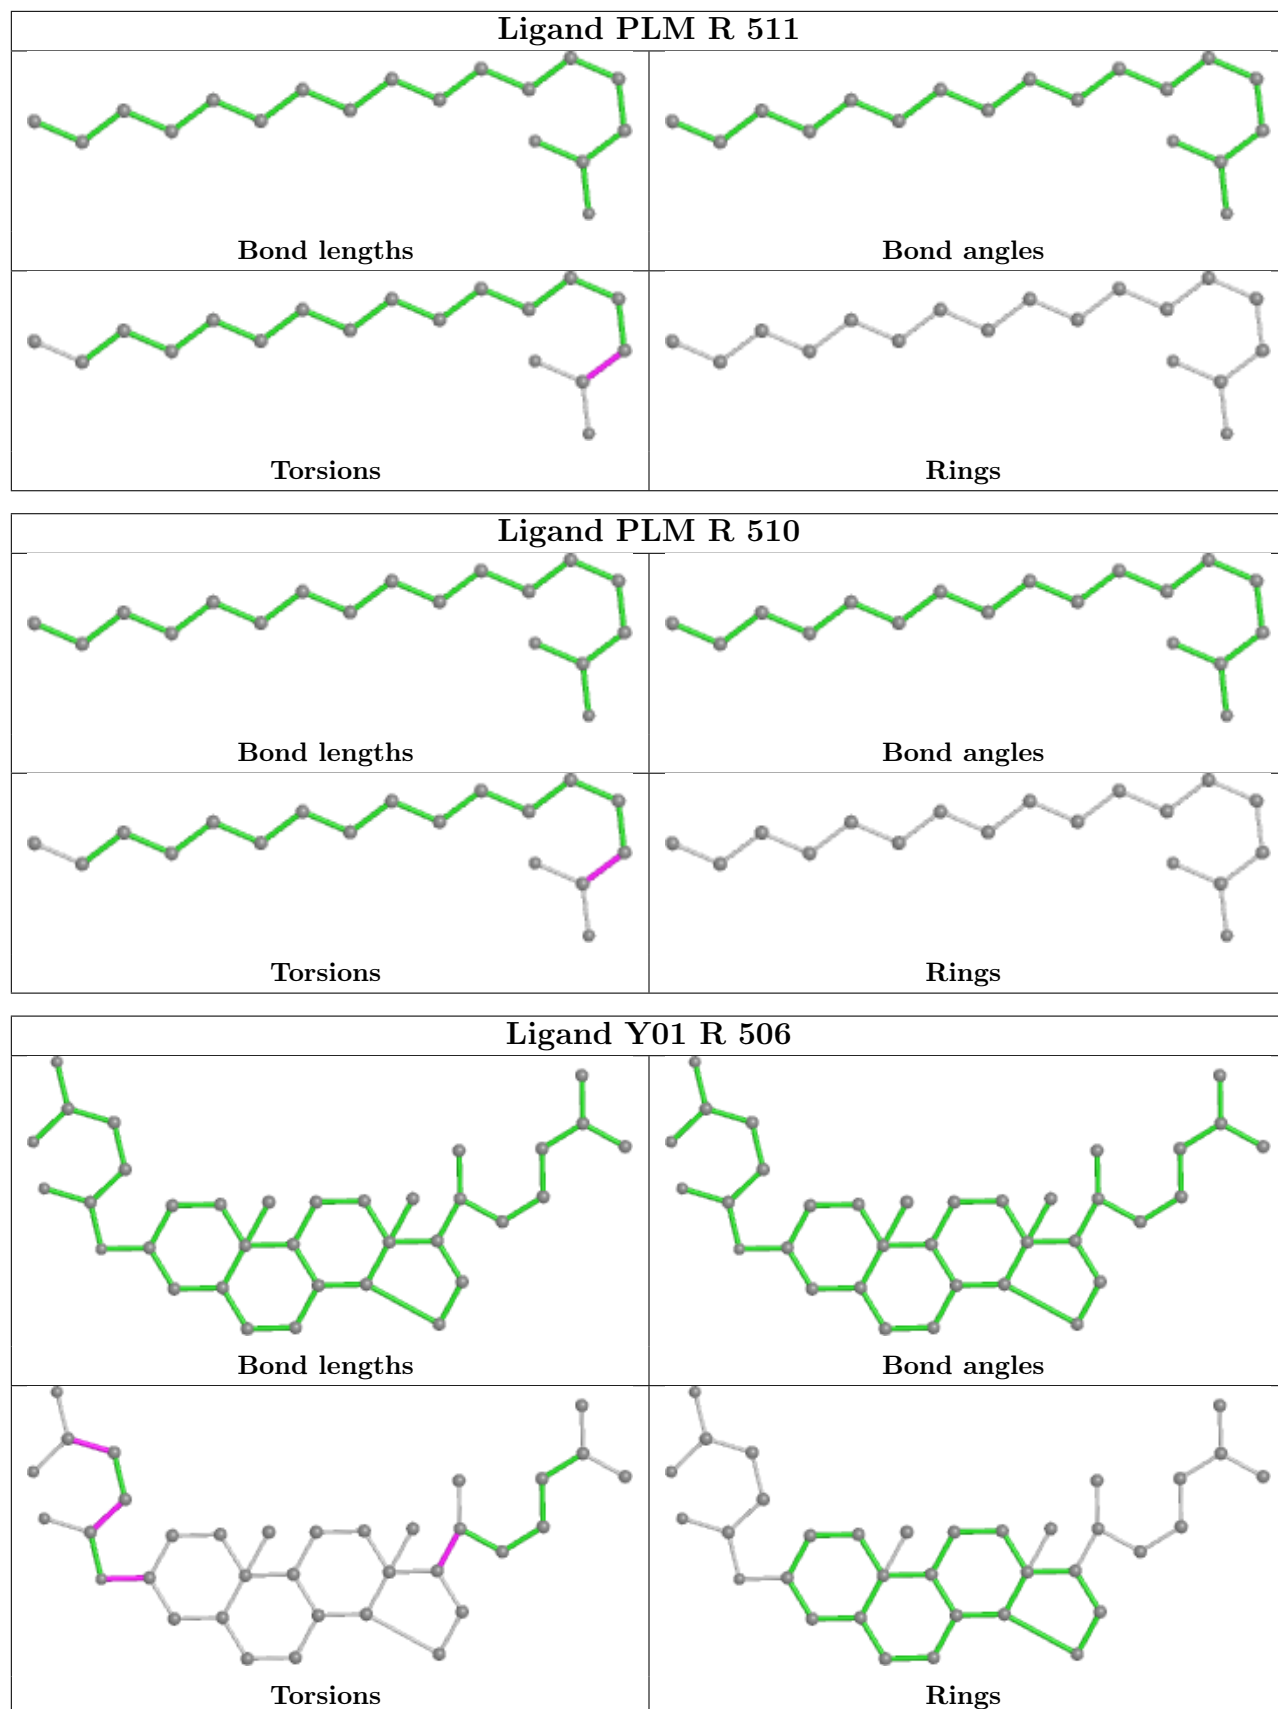 Ligand PLM R 511
Bond lengths
Bond angles
Torsions
Rings
Ligand PLM R 510
Bond lengths
Bond angles
Torsions
Rings
Ligand Y01 R 506
Bond lengths
Bond angles
Torsions
Rings